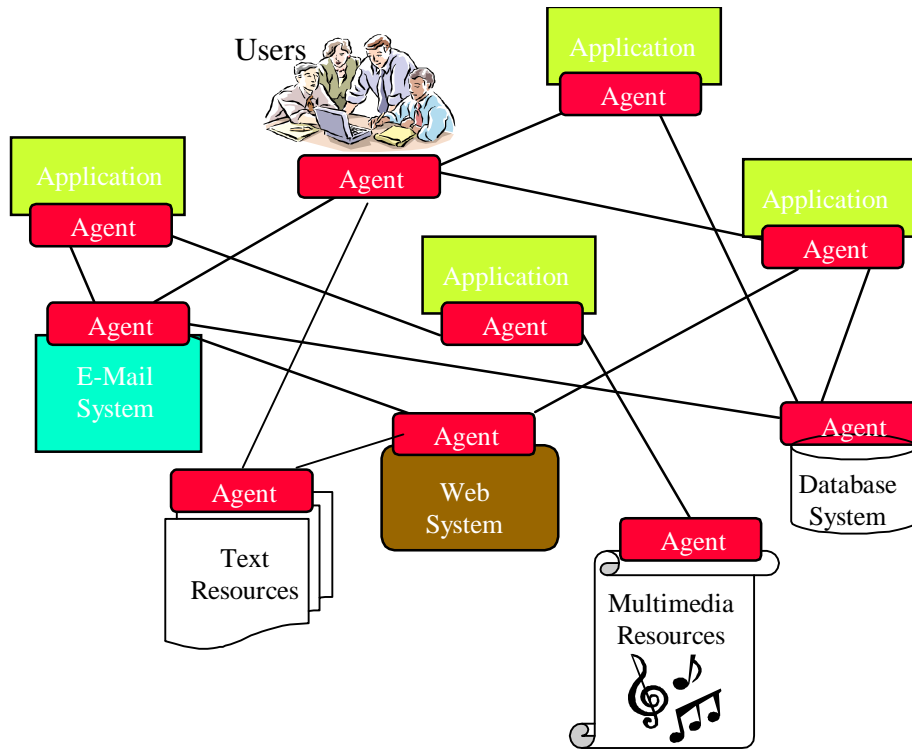 Users
Application
Agent
Agent
Application
Agent
Application
Agent
Application
Agent
Agent
E-Mail
System
Agent
Web
System
Agent
Database
System
Agent
Text
Resources
Agent
Multimedia
Resources